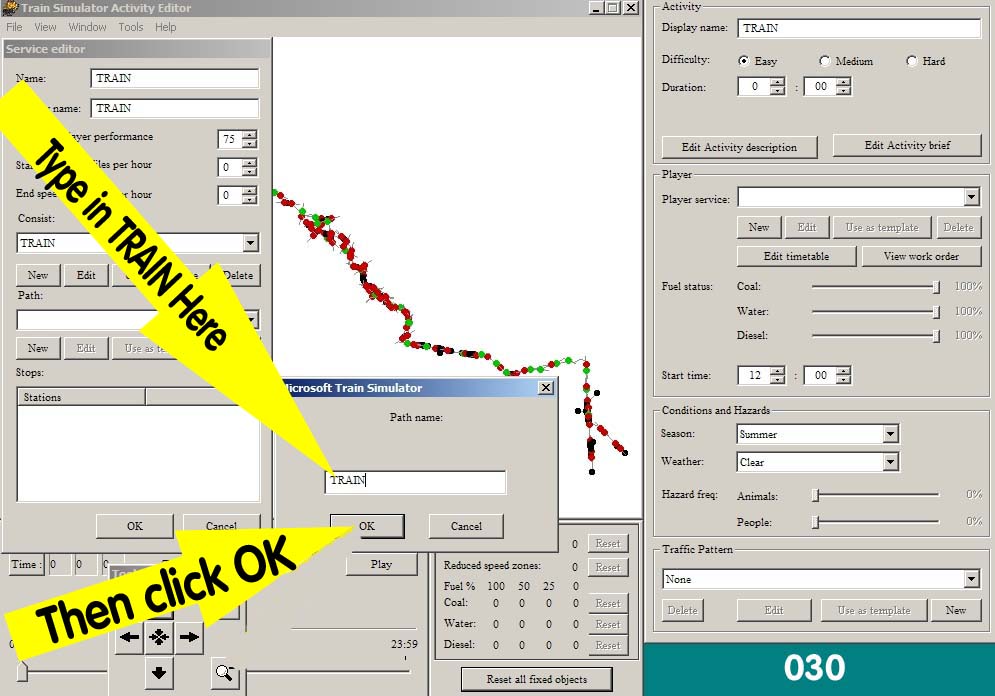 Train Simulator Activity Editor
File View Window Tools Help
Service editor
Name: TRAIN
name: TRAIN
ayer performance 75
Sta iles per hour 0
End spe r hour 0
Consist:
TRAIN
New Edit Delete
Path:
New Edit Use as te
Stops:
Stations
OK Cancel
Type in TRAIN Here
Microsoft Train Simulator
Path name:
TRAIN
OK Cancel
Then click OK
Time : 0 0 0
Play
23:59
0 Reset
Reduced speed zones: 0 Reset
Fuel % 100 50 25 0
Coal: 0 0 0 0 Reset
Water: 0 0 0 0 Reset
Diesel: 0 0 0 0 Reset
Reset all fixed objects
Activity
Display name: TRAIN
Difficulty: Easy Medium Hard
Duration: 0 : 00
Edit Activity description Edit Activity brief
Player
Player service:
New Edit Use as template Delete
Edit timetable View work order
Fuel status: Coal: 100%
Water: 100%
Diesel: 100%
Start time: 12 : 00
Conditions and Hazards
Season: Summer
Weather: Clear
Hazard freq: Animals: 0%
People: 0%
Traffic Pattern
None
Delete Edit Use as template New
030